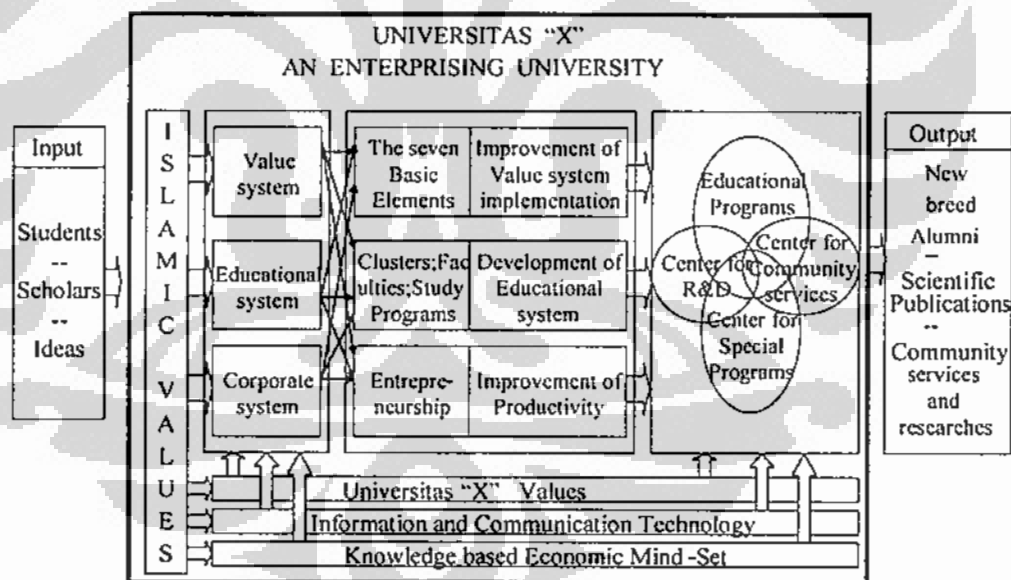 UNIVERSITAS "X"
AN ENTERPRISING UNIVERSITY
Input
Students
--
Scholars
--
Ideas
I
S
L
A
M
I
C
V
A
L
U
E
S
Value
system
Educational
system
Corporate
system
The seven
Basic
Elements
Improvement of
Value system
implementation
Clusters;Fac
ulties;Study
Programs
Development of
Educational
system
Entrepre-
neurship
Improvement of
Productivity
Educational
Programs
Center for
R&D
Center for
Community
services
Center for
Special
Programs
Universitas "X" Values
Information and Communication Technology
Knowledge based Economic Mind -Set
Output
New
breed
Alumni
--
Scientific
Publications
--
Community
services
and
researches